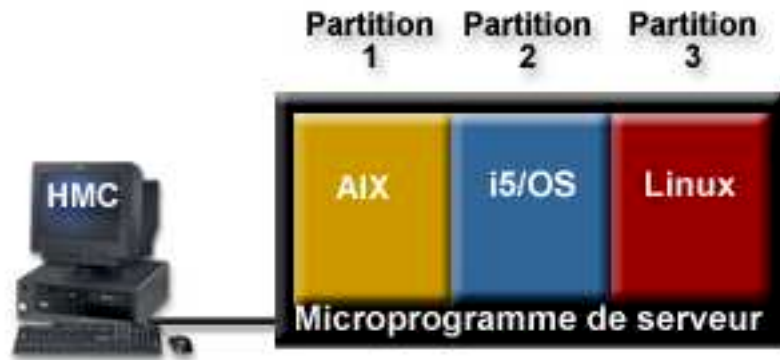 Partition 1
Partition 2
Partition 3
HMC
AIX
i5/OS
Linux
Microprogramme de serveur